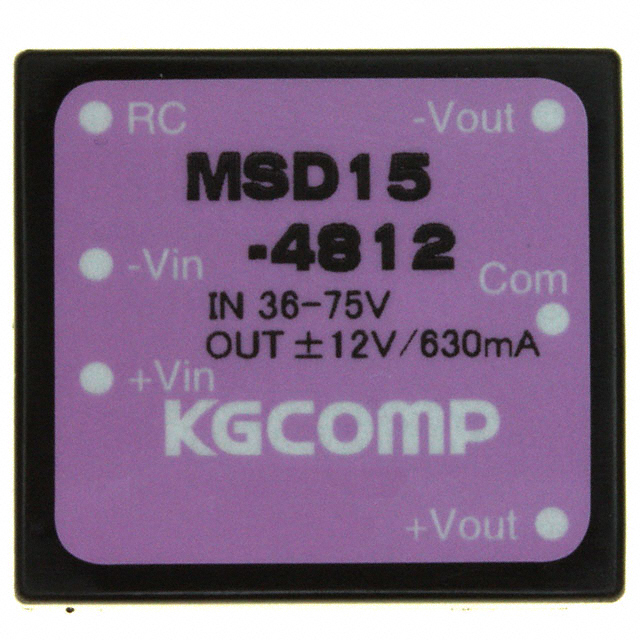 RC
-Vout
MSD15
-4812
-Vin
Com
IN 36-75V
OUT ±12V/630mA
+Vin
KGCOMP
+Vout